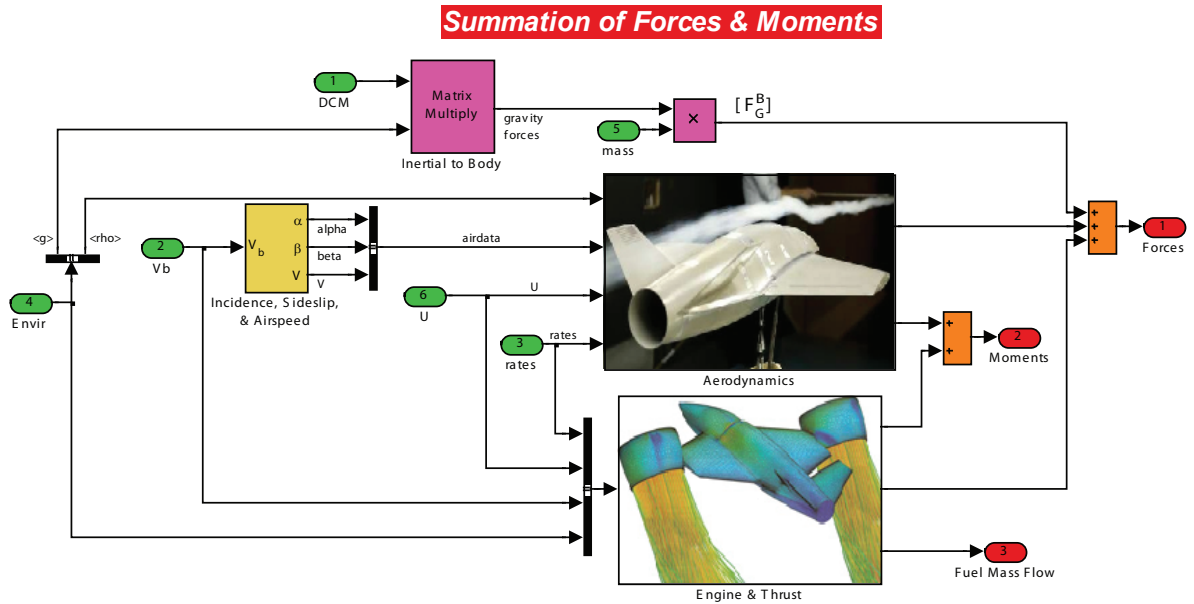 Summation of Forces & Moments
1
DCM
Matrix
Multiply
gravity
forces
Inertial to Body
5
mass
×
[F_G^B]
<g>
<rho>
2
Vb
V_b
α
β
V
alpha
beta
V
Incidence, Sideslip,
& Airspeed
airdata
4
Envir
6
U
U
3
rates
rates
Aerodynamics
+
+
+
1
Forces
+
+
2
Moments
3
Fuel Mass Flow
Engine & Thrust